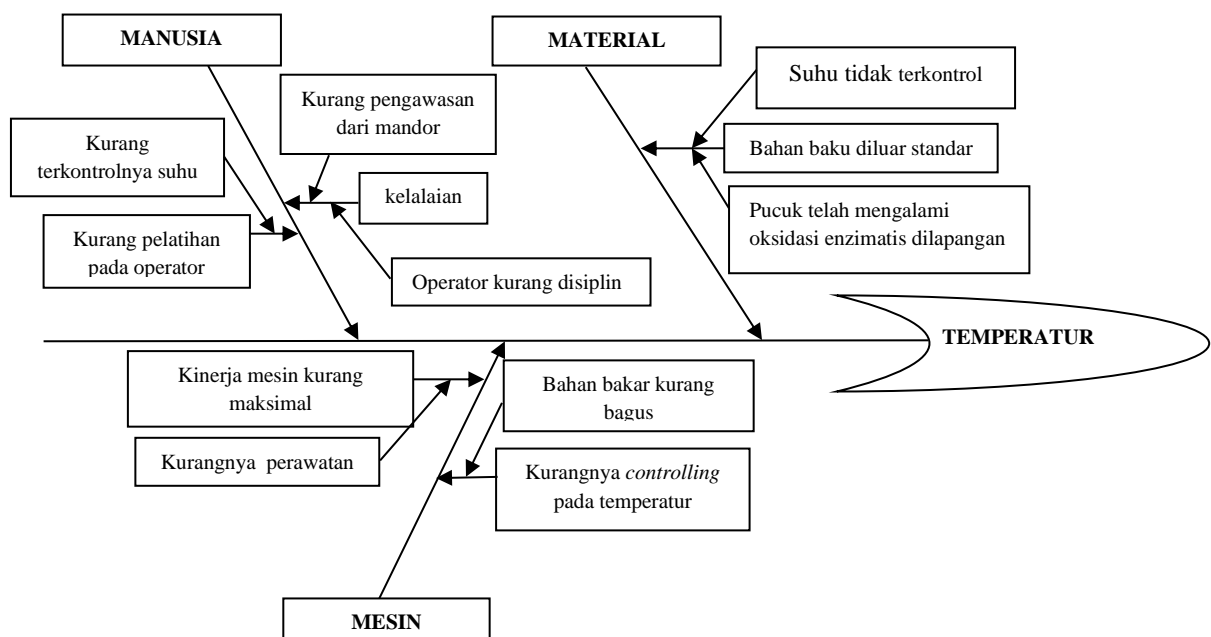 MANUSIA
MATERIAL
Suhu tidak terkontrol
Kurang pengawasan
dari mandor
Kurang
terkontrolnya suhu
Bahan baku diluar standar
kelalaian
Pucuk telah mengalami
oksidasi enzimatis dilapangan
Kurang pelatihan
pada operator
Operator kurang disiplin
TEMPERATUR
Kinerja mesin kurang
maksimal
Bahan bakar kurang
bagus
Kurangnya perawatan
Kurangnya controlling
pada temperatur
MESIN